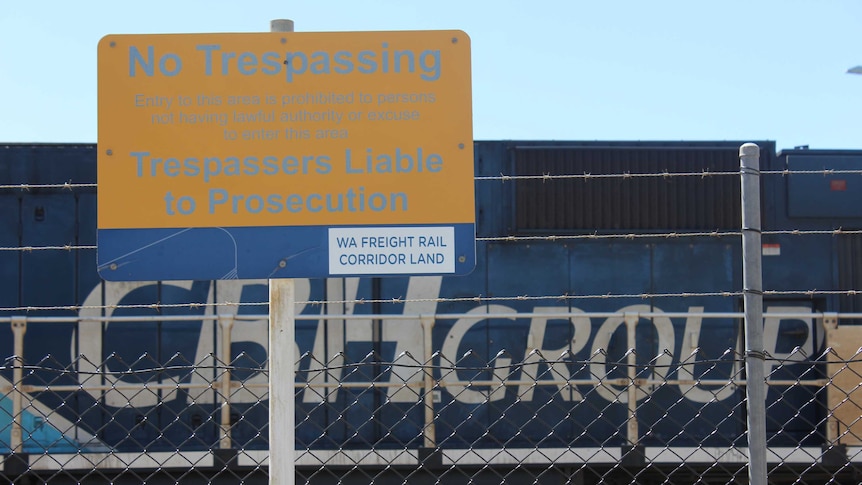 No Trespassing
Entry to this area is prohibited to parsons
not having lawful authority or excuse
to enter this area
Trespassers Liable
to Prosecution
WA FREIGHT RAIL
CORRIDOR LAND
CBH GROUP